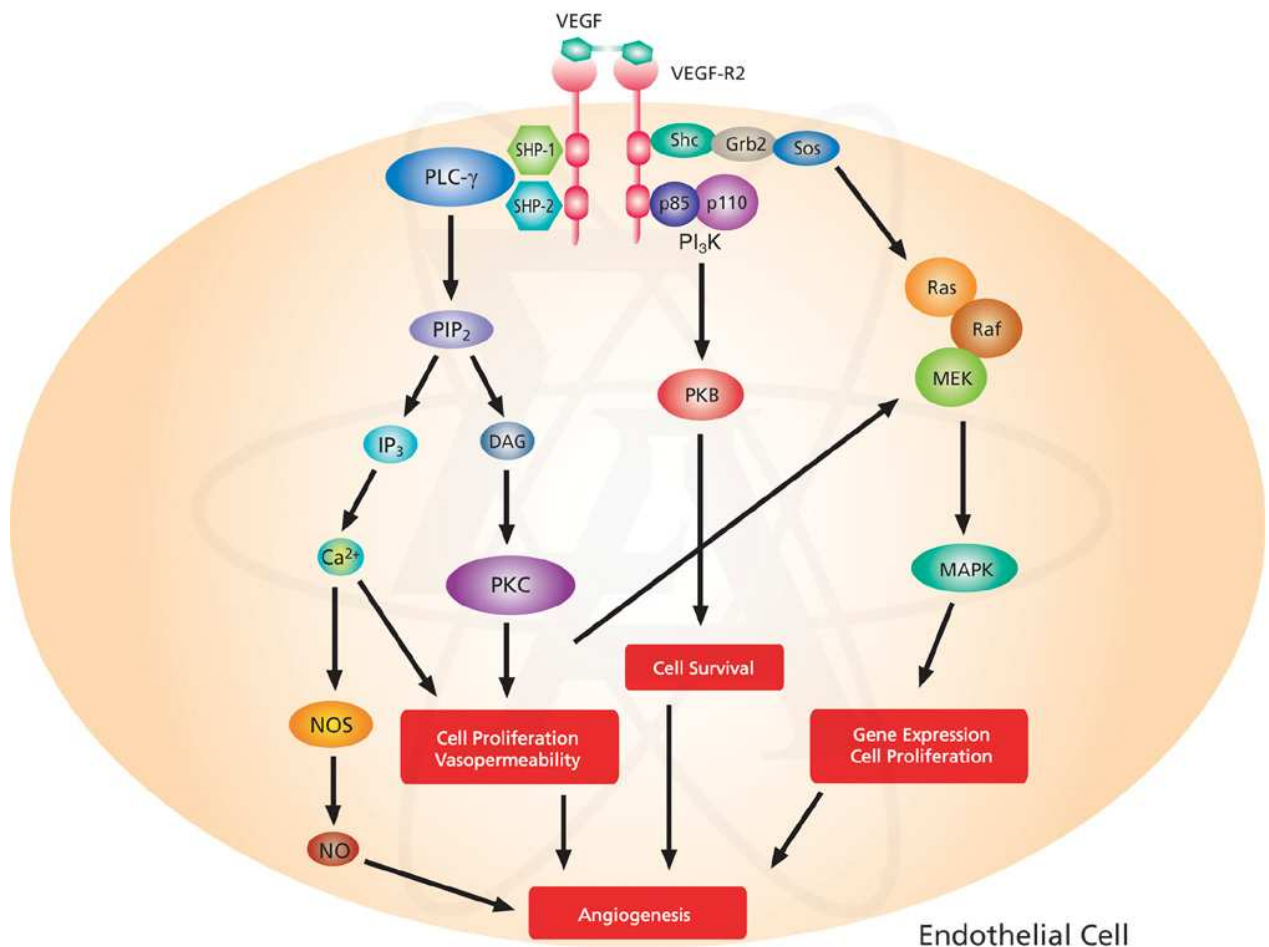 VEGF
VEGF-R2
SHP-1
Shc
Grb2
Sos
PLC-γ
SHP-2
p85
p110
PI₃K
Ras
Raf
PIP₂
MEK
PKB
IP₃
DAG
Ca²⁺
PKC
MAPK
Cell Survival
NOS
Cell Proliferation
Vasopermeability
Gene Expression
Cell Proliferation
NO
Angiogenesis
Endothelial Cell